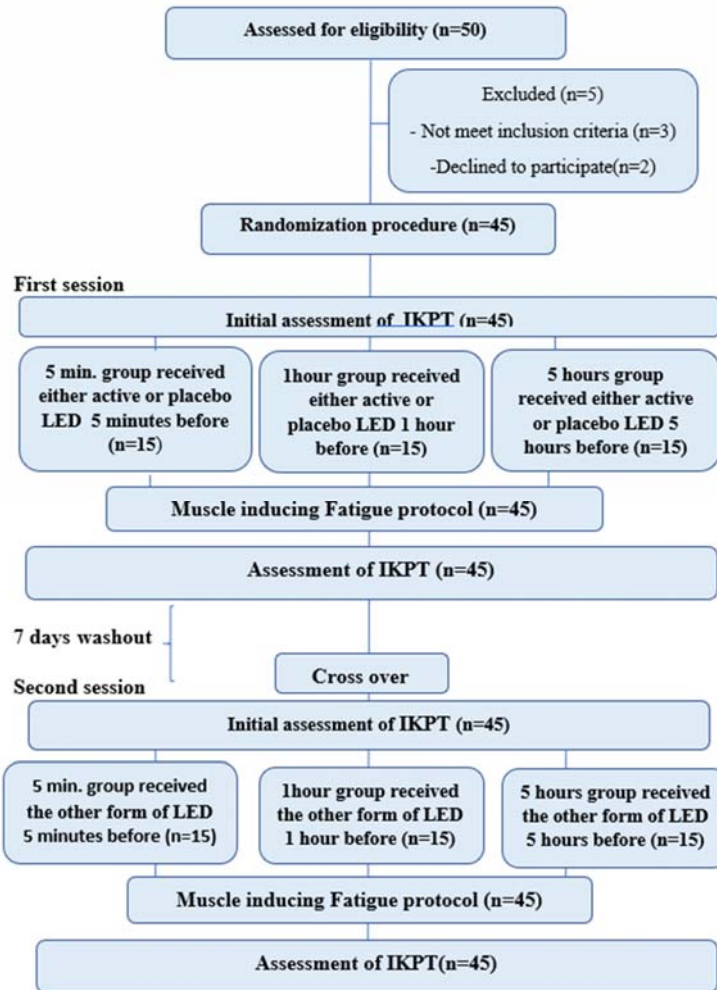 Assessed for eligibility (n=50)
Excluded (n=5)
- Not meet inclusion criteria (n=3)
-Declined to participate(n=2)
Randomization procedure (n=45)
First session
Initial assessment of IKPT (n=45)
5 min. group received
either active or placebo
LED 5 minutes before
(n=15)
1hour group received
either active or
placebo LED 1 hour
before (n=15)
5 hours group
received either active
or placebo LED 5
hours before (n=15)
Muscle inducing Fatigue protocol (n=45)
Assessment of IKPT (n=45)
7 days washout
Cross over
Second session
Initial assessment of IKPT (n=45)
5 min. group received
the other form of LED
5 minutes before (n=15)
1hour group received
the other form of LED
1 hour before (n=15)
5 hours group received
the other form of LED
5 hours before (n=15)
Muscle inducing Fatigue protocol (n=45)
Assessment of IKPT(n=45)